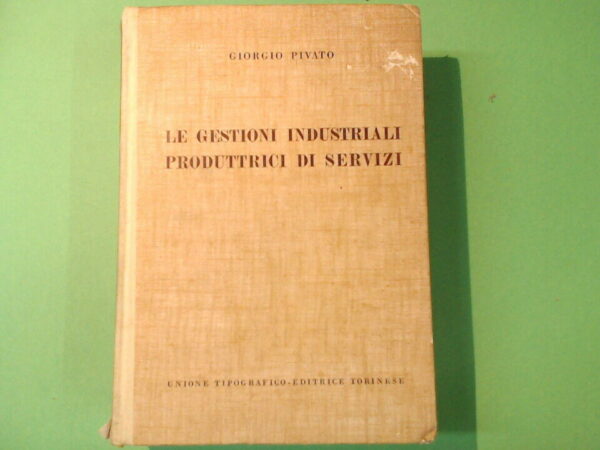 GIORGIO PIVATO
LE GESTIONI INDUSTRIALI
PRODUTTRICI DI SERVIZI
UNIONE TIPOGRAFICO-EDITRICE TORINESE